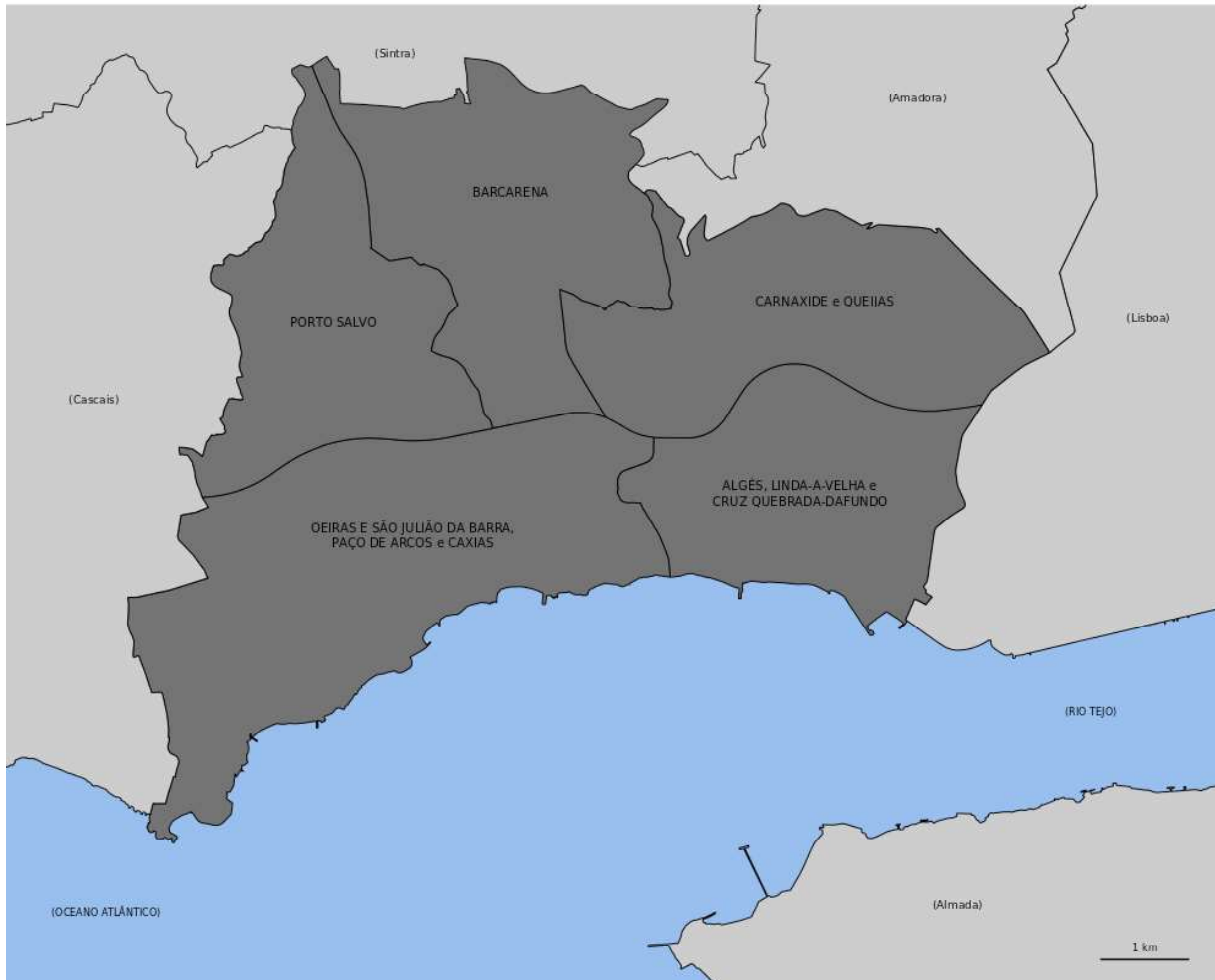 (Sintra)
(Amadora)
BARCARENA
CARNAXIDE e QUEIJAS
(Lisboa)
PORTO SALVO
(Cascais)
ALGÉS, LINDA-A-VELHA e
CRUZ QUEBRADA-DAFUNDO
OEIRAS E SÃO JULIÃO DA BARRA,
PAÇO DE ARCOS e CAXIAS
(RIO TEJO)
(OCEANO ATLÂNTICO)
(Almada)
1 km